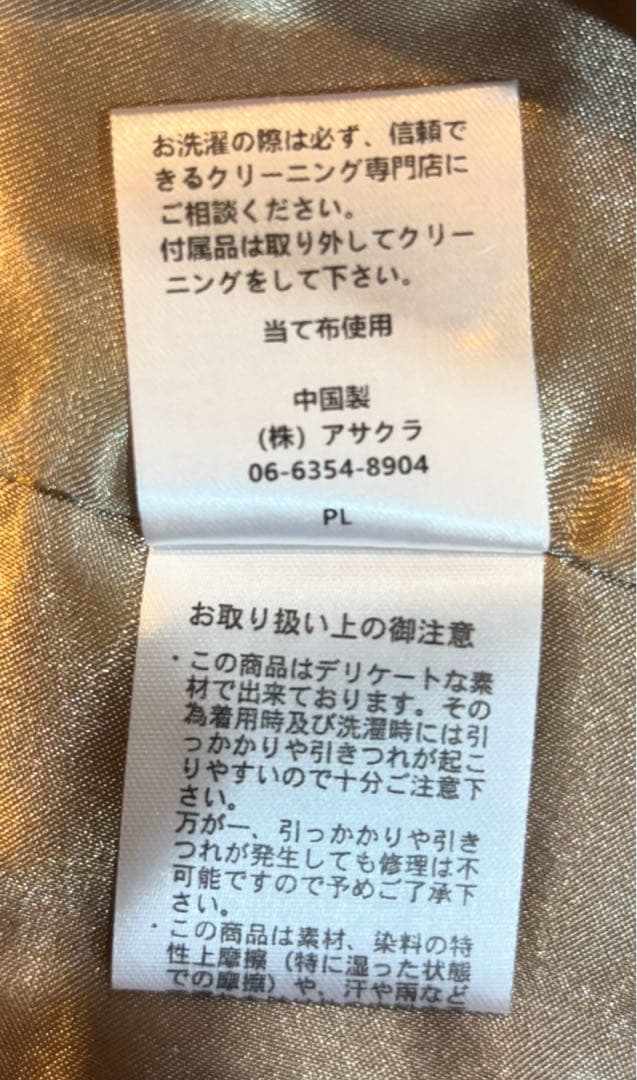 お洗濯の際は必ず、信頼で
きるクリーニング専門店に
ご相談ください。
付属品は取り外してクリー
ニングをして下さい。
当て布使用
中国製
(株) アサクラ
06-6354-8904
PL
お取り扱い上の御注意
・この商品はデリケートな素
材で出来ております。その
為着用時及び洗濯時には引
っかかりや引きつれが起こ
りやすいので十分ご注意下
さい。
万が一、引っかかりや引き
つれが発生しても修理は不
可能ですので予めご了承下
さい。
・この商品は素材、染料の特
性上摩擦（特に湿った状態
での摩擦）や、汗や雨など